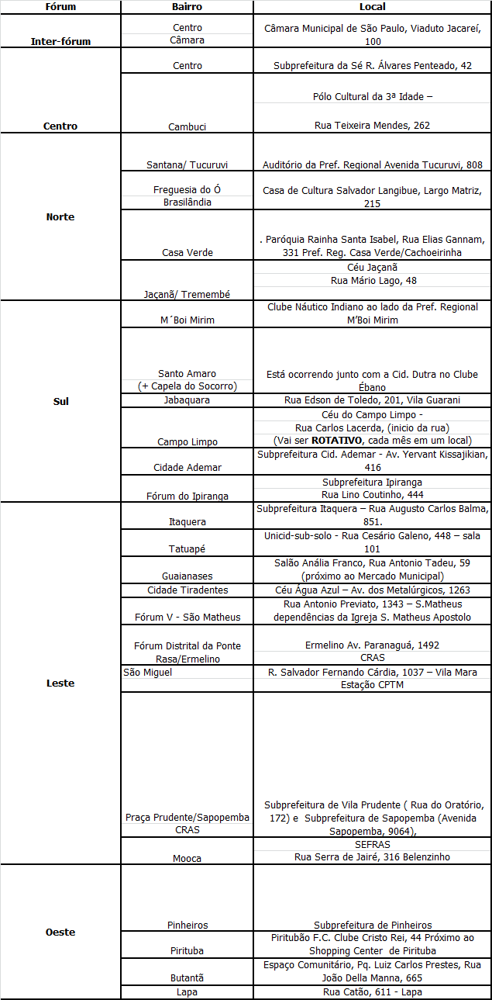 Fórum Bairro Local
Inter-fórum
Centro
Câmara
Câmara Municipal de São Paulo, Viaduto Jacareí,
100
Centro
Centro
Subprefeitura da Sé R. Álvares Penteado, 42
Cambuci
Pólo Cultural da 3ª Idade –
Rua Teixeira Mendes, 262
Norte
Santana/ Tucuruvi
Auditório da Pref. Regional Avenida Tucuruvi, 808
Freguesia do Ó
Brasilândia
Casa de Cultura Salvador Langibue, Largo Matriz,
215
Casa Verde
. Paróquia Rainha Santa Isabel, Rua Elias Gannam,
331 Pref. Reg. Casa Verde/Cachoeirinha
Jaçanã/ Tremembé
Céu Jaçanã
Rua Mário Lago, 48
Sul
M´Boi Mirim
Clube Náutico Indiano ao lado da Pref. Regional
M’Boi Mirim
Santo Amaro
(+ Capela do Socorro)
Está ocorrendo junto com a Cid. Dutra no Clube
Ébano
Jabaquara
Rua Edson de Toledo, 201, Vila Guarani
Campo Limpo
Céu do Campo Limpo -
Rua Carlos Lacerda, (inicio da rua)
(Vai ser ROTATIVO, cada mês em um local)
Cidade Ademar
Subprefeitura Cid. Ademar - Av. Yervant Kissajikian,
416
Fórum do Ipiranga
Subprefeitura Ipiranga
Rua Lino Coutinho, 444
Leste
Itaquera
Subprefeitura Itaquera – Rua Augusto Carlos Balma,
851.
Tatuapé
Unicid-sub-solo - Rua Cesário Galeno, 448 – sala
101
Guaianases
Salão Anália Franco, Rua Antonio Tadeu, 59
(próximo ao Mercado Municipal)
Cidade Tiradentes
Céu Água Azul – Av. dos Metalúrgicos, 1263
Fórum V - São Matheus
Rua Antonio Previato, 1343 – S.Matheus
dependências da Igreja S. Matheus Apostolo
Fórum Distrital da Ponte
Rasa/Ermelino
Ermelino Av. Paranaguá, 1492
CRAS
São Miguel
R. Salvador Fernando Cárdia, 1037 – Vila Mara
Estação CPTM
Praça Prudente/Sapopemba
CRAS
Subprefeitura de Vila Prudente ( Rua do Oratório,
172) e  Subprefeitura de Sapopemba (Avenida
Sapopemba, 9064),
Mooca
SEFRAS
Rua Serra de Jairé, 316 Belenzinho
Oeste
Pinheiros
Subprefeitura de Pinheiros
Pirituba
Piritubão F.C. Clube Cristo Rei, 44 Próximo ao
Shopping Center  de Pirituba
Butantã
Espaço Comunitário, Pq. Luiz Carlos Prestes, Rua
João Della Manna, 665
Lapa
Rua Catão, 611 - Lapa